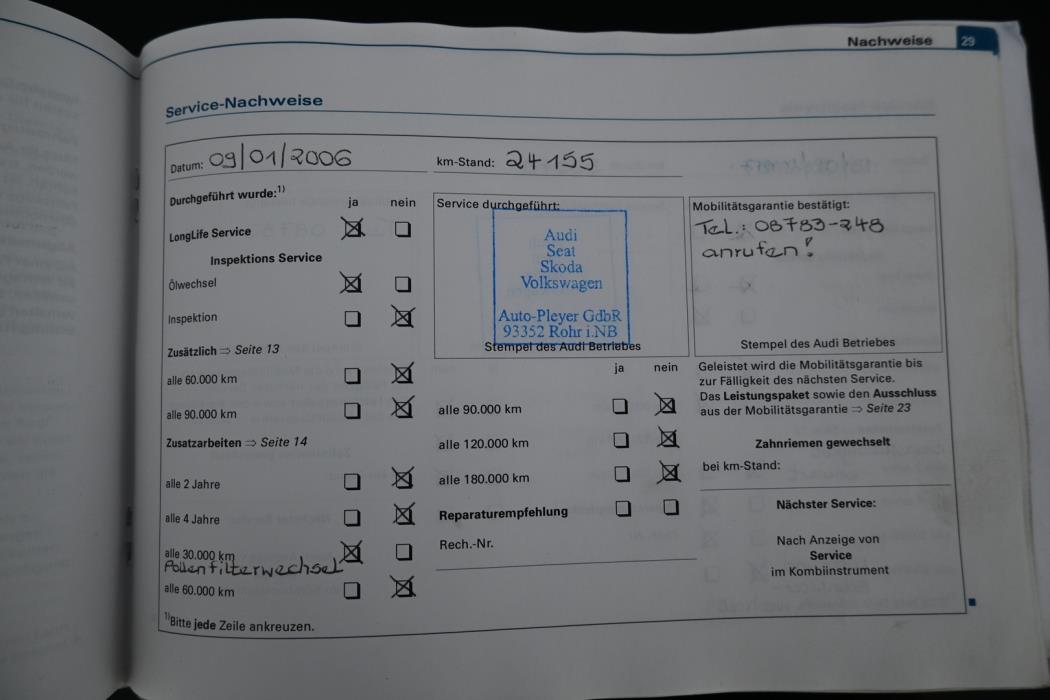 Nachweise 29
Service-Nachweise
Datum: 09/01/2006 km-Stand: 24155
Durchgeführt wurde:1)
ja nein
LongLife Service
Inspektions Service
Ölwechsel
Inspektion
Zusätzlich ⇒ Seite 13
alle 60.000 km
alle 90.000 km
Zusatzarbeiten ⇒ Seite 14
alle 2 Jahre
alle 4 Jahre
alle 30.000 km
Pollenfilterwechsel
alle 60.000 km
1)Bitte jede Zeile ankreuzen.
Service durchgeführt:
Audi
Seat
Skoda
Volkswagen
Auto-Pleyer GdbR
93352 Rohr i.NB
Stempel des Audi Betriebes
ja nein
alle 90.000 km
alle 120.000 km
alle 180.000 km
Reparaturempfehlung
Rech.-Nr.
Mobilitätsgarantie bestätigt:
Tel.: 08783-248
anrufen!
Stempel des Audi Betriebes
Geleistet wird die Mobilitätsgarantie bis
zur Fälligkeit des nächsten Service.
Das Leistungspaket sowie den Ausschluss
aus der Mobilitätsgarantie ⇒ Seite 23
Zahnriemen gewechselt
bei km-Stand:
Nächster Service:
Nach Anzeige von
Service
im Kombiinstrument